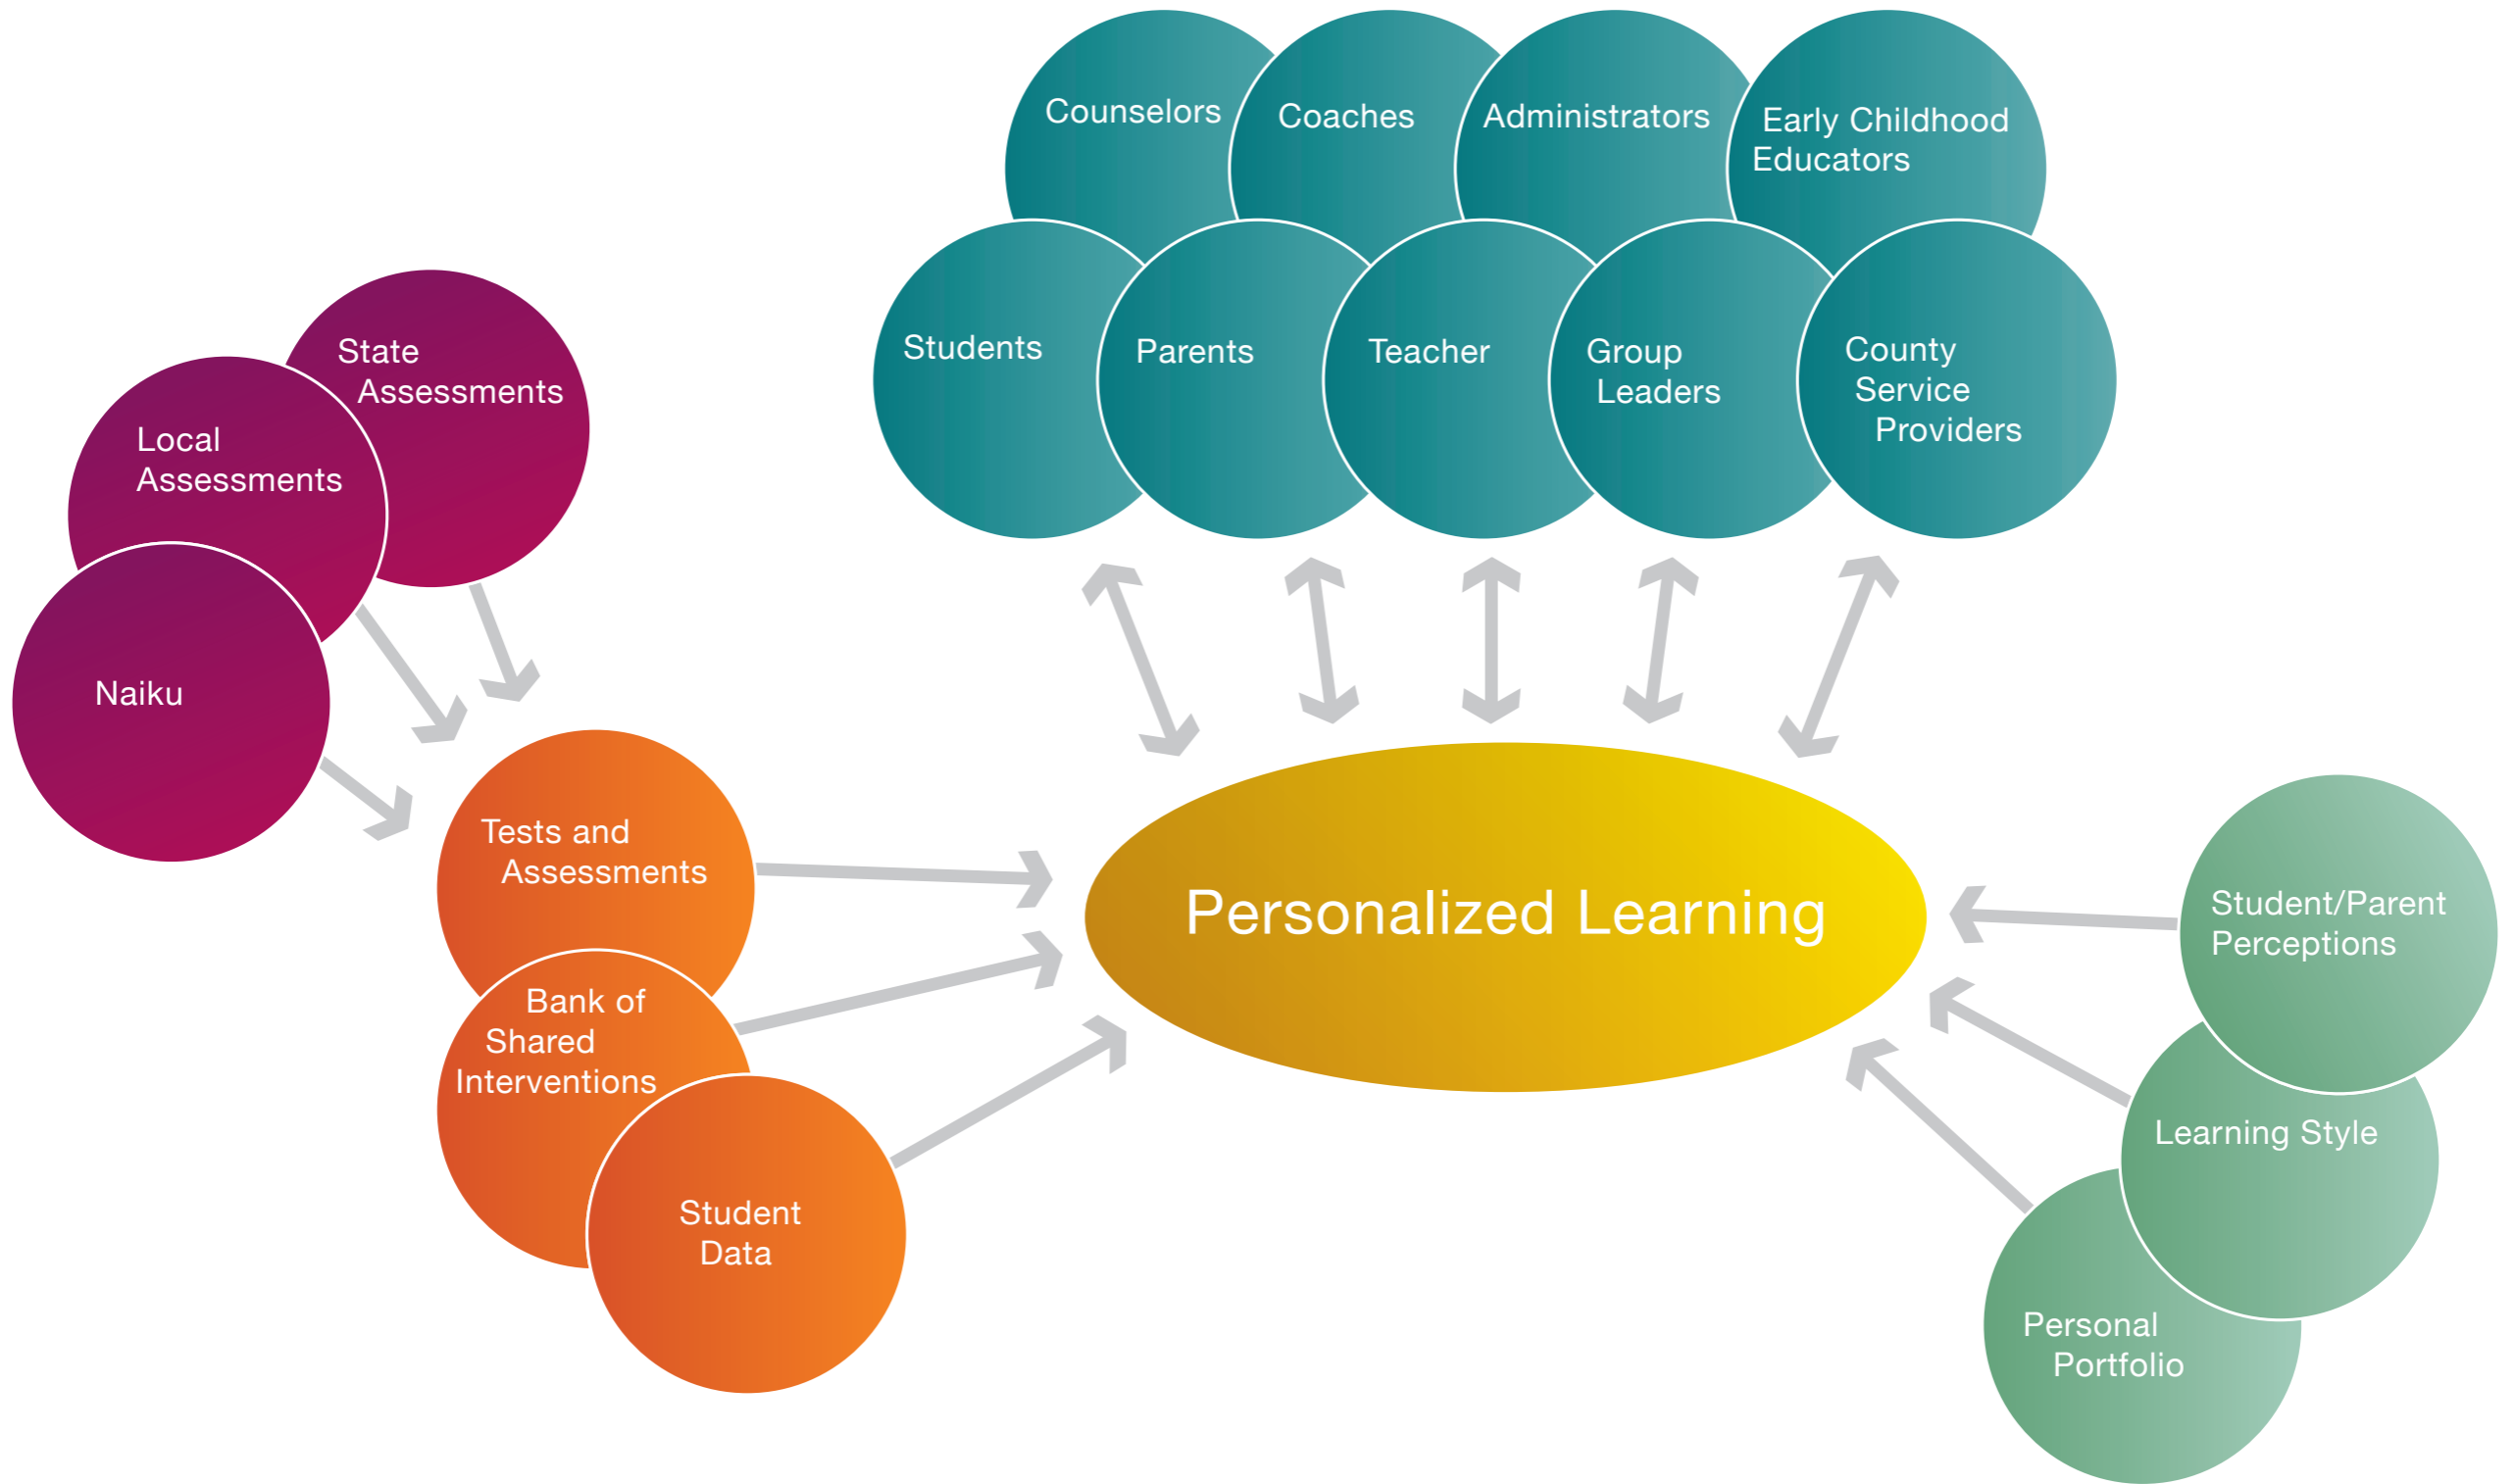 Counselors
Coaches
Administrators
Early Childhood
Educators
Students
Parents
Teacher
Group
Leaders
County
Service
Providers
State
Assessments
Local
Assessments
Naiku
Tests and
Assessments
Bank of
Shared
Interventions
Student
Data
Personalized Learning
Student/Parent
Perceptions
Learning Style
Personal
Portfolio